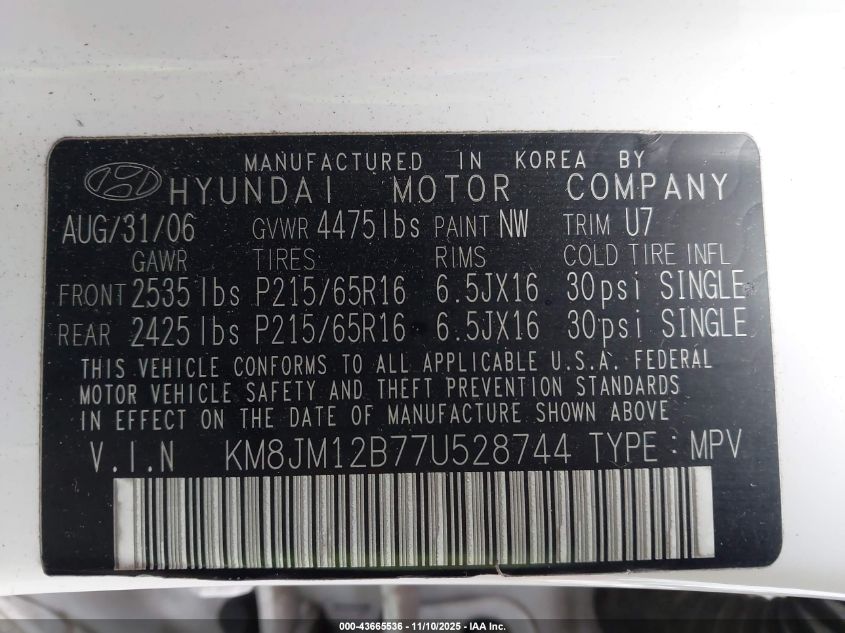 MANUFACTURED IN KOREA BY
HYUNDAI MOTOR COMPANY
AUG/31/06 GVWR 4475lbs PAINT NW TRIM U7
GAWR TIRES RIMS COLD TIRE INFL
FRONT 2535lbs P215/65R16 6.5JX16 30psi SINGLE
REAR 2425lbs P215/65R16 6.5JX16 30psi SINGLE
THIS VEHICLE CONFORMS TO ALL APPLICABLE U.S.A. FEDERAL
MOTOR VEHICLE SAFETY AND THEFT PREVENTION STANDARDS
IN EFFECT ON THE DATE OF MANUFACTURE SHOWN ABOVE
V.I.N KM8JM12B77U528744 TYPE : MPV
000-43665536 - 11/10/2025 - Copyright © 2025 - IAA, Inc.